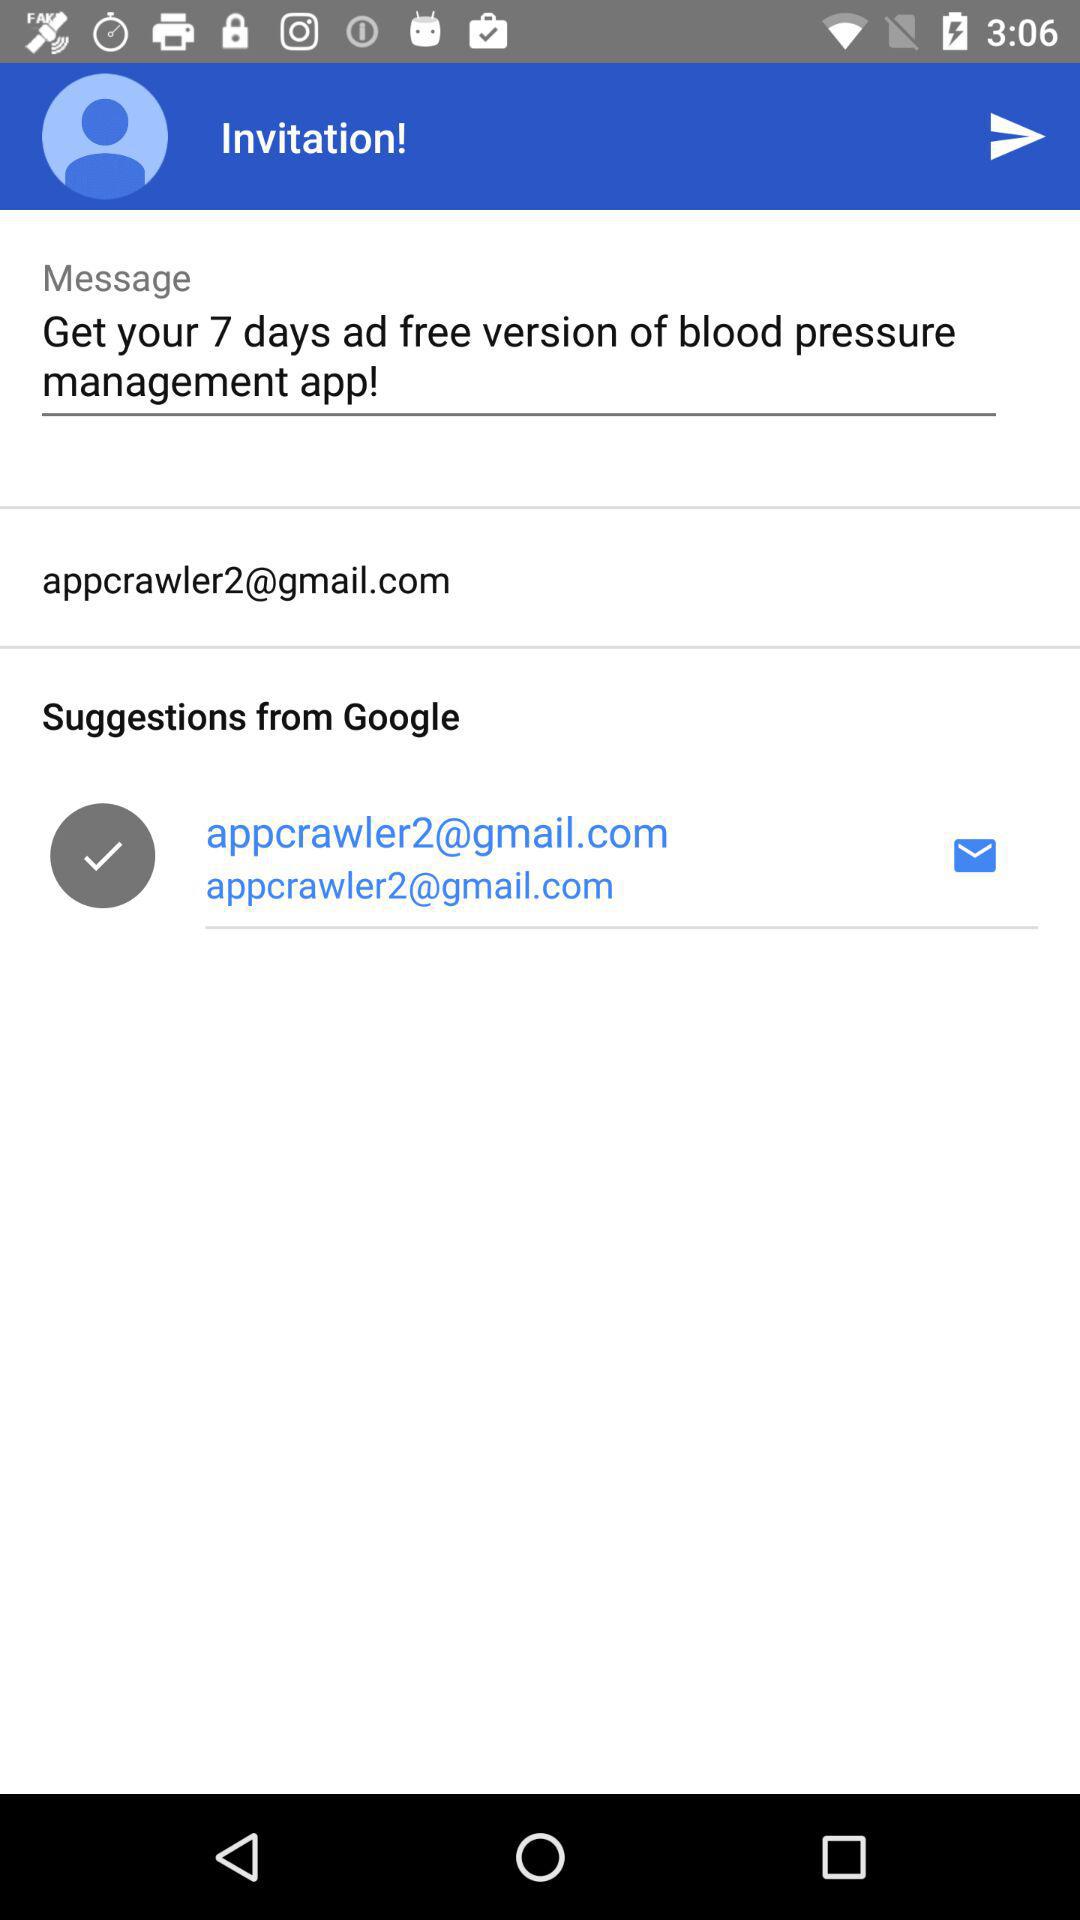 FAKE
3:06
Invitation!
Message
Get your 7 days ad free version of blood pressure
management app!
appcrawler2@gmail.com
Suggestions from Google
appcrawler2@gmail.com
appcrawler2@gmail.com